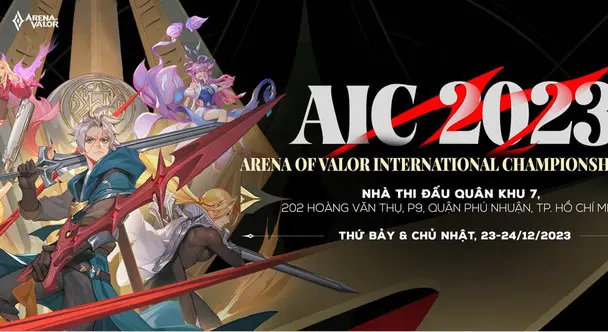 ARENA OF
VALOR
AIC 2023
ARENA OF VALOR INTERNATIONAL CHAMPIONSH
NHÀ THI ĐẤU QUÂN KHU 7,
202 HOÀNG VĂN THỤ, P9, QUẬN PHÚ NHUẬN, TP. HỒ CHÍ M
THỨ BẢY & CHỦ NHẬT, 23-24/12/2023